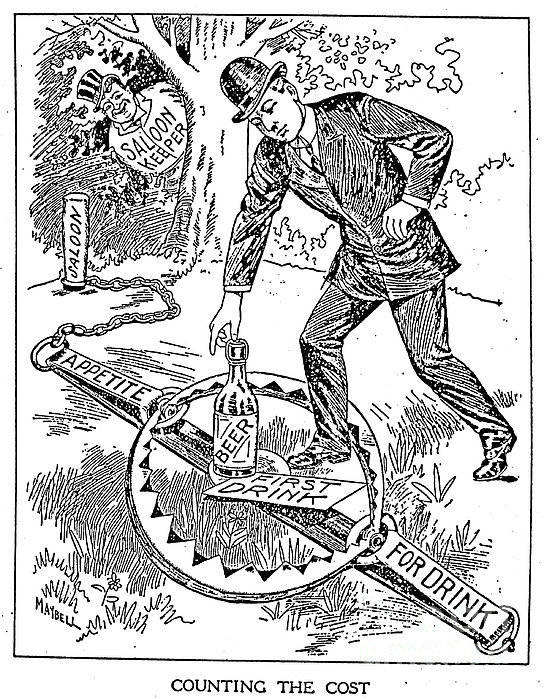 SALOON
KEEPER
SALOON
APPETITE
BEER
FIRST
DRINK
FOR DRINK
MAYBELL
COUNTING THE COST